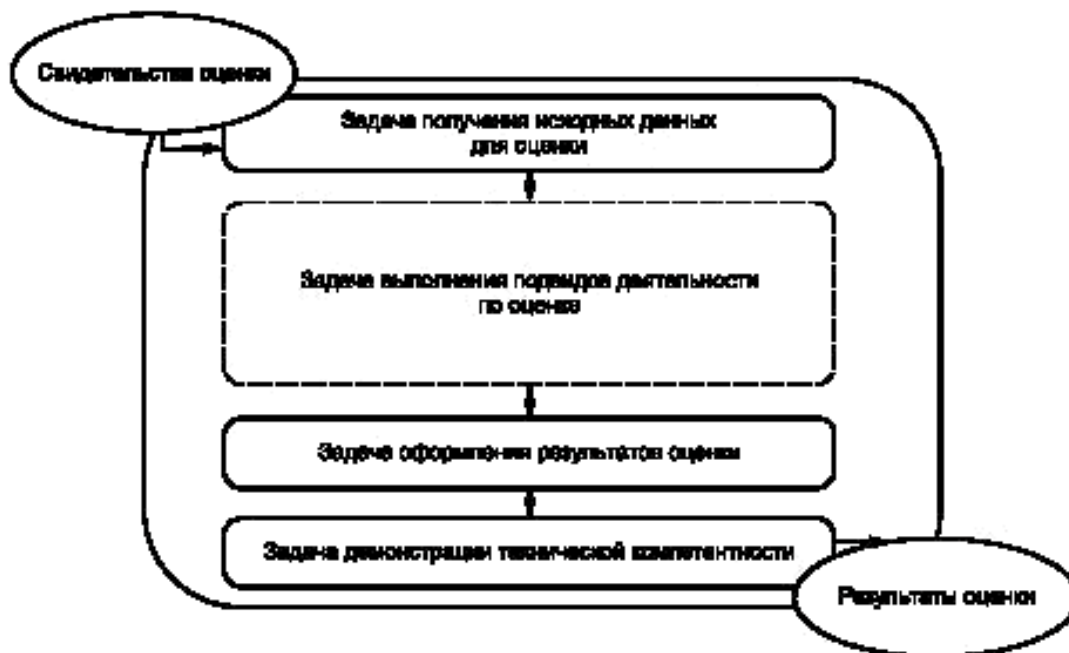 Свидетельства оценки
Задача получения исходных данных
для оценки
Задача выполнения подвидов деятельности
по оценке
Задача оформления результатов оценки
Задача демонстрации технической компетентности
Результаты оценки